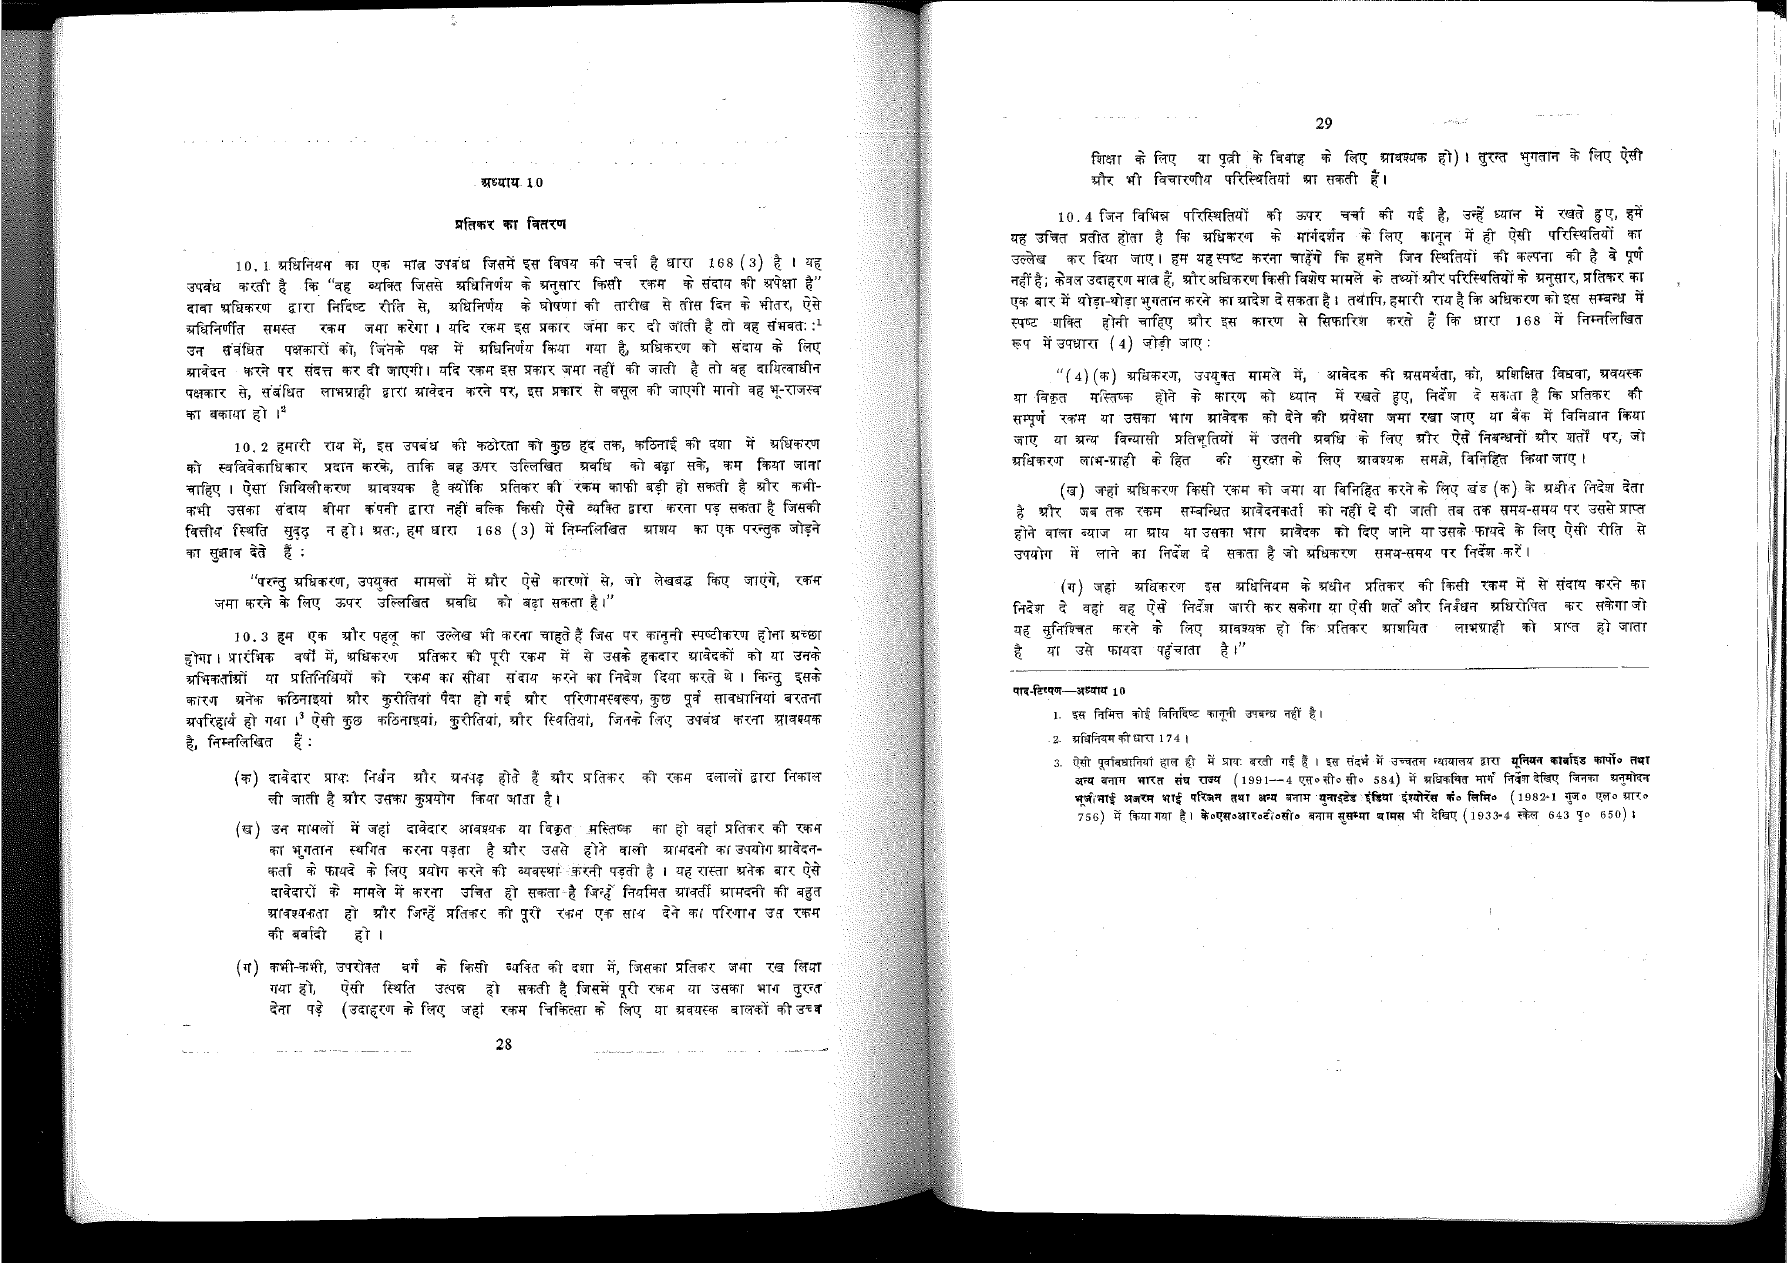 अध्याय 10
प्रतिकर का वितरण
10.1 अधिनियम का एक मात्र उपबंध जिसमें इस विषय की चर्चा है धारा 168 (3) है । यह
उपबंध करती है कि "वह व्यक्ति जिससे अधिनिर्णय के अनुसार किसी रकम के संदाय की अपेक्षा है"
दावा अधिकरण द्वारा निर्दिष्ट रीति से, अधिनिर्णय के घोषणा की तारीख से तीस दिन के भीतर, ऐसे
अधिनिर्णीत समस्त रकम जमा करेगा । यदि रकम इस प्रकार जमा कर दी जाती है तो वह संभवतः :1
उन संबंधित पक्षकारों को, जिनके पक्ष में अधिनिर्णय किया गया है, अधिकरण को संदाय के लिए
आवेदन करने पर संदत्त कर दी जाएगी। यदि रकम इस प्रकार जमा नहीं की जाती है तो वह दायित्वाधीन
पक्षकार से, संबंधित लाभग्राही द्वारा आवेदन करने पर, इस प्रकार से वसूल की जाएगी मानो वह भू-राजस्व
का बकाया हो ।2
10.2 हमारी राय में, इस उपबंध की कठोरता को कुछ हद तक, कठिनाई की दशा में अधिकरण
को स्वविवेकाधिकार प्रदान करके, ताकि वह ऊपर उल्लिखित अवधि को बढ़ा सके, कम किया जाना
चाहिए । ऐसा शिथिलीकरण आवश्यक है क्योंकि प्रतिकर की रकम काफी बड़ी हो सकती है और कभी-
कभी उसका संदाय बीमा कंपनी द्वारा नहीं बल्कि किसी ऐसे व्यक्ति द्वारा करना पड़ सकता है जिसकी
वित्तीय स्थिति सुदृढ़ न हो। अतः, हम धारा 168 (3) में निम्नलिखित आशय का एक परन्तुक जोड़ने
का सुझाव देते हैं :
"परन्तु अधिकरण, उपयुक्त मामलों में और ऐसे कारणों से, जो लेखबद्ध किए जाएंगे, रकम
जमा करने के लिए ऊपर उल्लिखित अवधि को बढ़ा सकता है।"
10.3 हम एक और पहलू का उल्लेख भी करना चाहते हैं जिस पर कानूनी स्पष्टीकरण होना अच्छा
होगा। प्रारंभिक वर्षों में, अधिकरण प्रतिकर की पूरी रकम में से उसके हकदार आवेदकों को या उनके
अभिकर्ताओं या प्रतिनिधियों को रकम का सीधा संदाय करने का निदेश दिया करते थे । किन्तु इसके
कारण अनेक कठिनाइयां और कुरीतियां पैदा हो गई और परिणामस्वरूप, कुछ पूर्व सावधानियां बरतना
अपरिहार्य हो गया ।3 ऐसी कुछ कठिनाइयां, कुरीतियां, और स्थितियां, जिनके लिए उपबंध करना आवश्यक
है, निम्नलिखित हैं :
(क) दावेदार प्रायः निर्धन और अनपढ़ होते हैं और प्रतिकर की रकम दलालों द्वारा निकाल
ली जाती है और उसका कुप्रयोग किया जाता है।
(ख) उन मामलों में जहां दावेदार आवश्यक या विकृत मस्तिष्क का हो वहां प्रतिकर की रकम
का भुगतान स्थगित करना पड़ता है और उससे होने वाली आमदनी का उपयोग आवेदन-
कर्ता के फायदे के लिए प्रयोग करने की व्यवस्था करनी पड़ती है । यह रास्ता अनेक बार ऐसे
दावेदारों के मामले में करना उचित हो सकता है जिन्हें नियमित आवर्ती आमदनी की बहुत
आवश्यकता हो और जिन्हें प्रतिकर की पूरी रकम एक साथ देने का परिणाम उस रकम
की बर्बादी हो ।
(ग) कभी-कभी, उपरोक्त वर्ग के किसी व्यक्ति की दशा में, जिसका प्रतिकर जमा रख लिया
गया हो, ऐसी स्थिति उत्पन्न हो सकती है जिसमें पूरी रकम या उसका भाग तुरन्त
देना पड़े (उदाहरण के लिए जहां रकम चिकित्सा के लिए या अवयस्क बालकों की उच्च
28
29
शिक्षा के लिए या पुत्री के विवाह के लिए आवश्यक हो)। तुरन्त भुगतान के लिए ऐसी
और भी विचारणीय परिस्थितियां आ सकती हैं।
10.4 जिन विभिन्न परिस्थितियों की ऊपर चर्चा की गई है, उन्हें ध्यान में रखते हुए, हमें
यह उचित प्रतीत होता है कि अधिकरण के मार्गदर्शन के लिए कानून में ही ऐसी परिस्थितियों का
उल्लेख कर दिया जाए। हम यह स्पष्ट करना चाहेंगे कि हमने जिन स्थितियों की कल्पना की है वे पूर्ण
नहीं है; केवल उदाहरण मात्र हैं, और अधिकरण किसी विशेष मामले के तथ्यों और परिस्थितियों के अनुसार, प्रतिकर का
एक बार में थोड़ा-थोड़ा भुगतान करने का आदेश दे सकता है। तथापि, हमारी राय है कि अधिकरण को इस सम्बन्ध में
स्पष्ट शक्ति होनी चाहिए और इस कारण से सिफारिश करते हैं कि धारा 168 में निम्नलिखित
रूप में उपधारा (4) जोड़ी जाए :
"(4) (क) अधिकरण, उपयुक्त मामले में, आवेदक की असमर्थता, को, अशिक्षित विधवा, अवयस्क
या विकृत मस्तिष्क होने के कारण को ध्यान में रखते हुए, निर्देश दे सकता है कि प्रतिकर की
सम्पूर्ण रकम या उसका भाग आवेदक को देने की अपेक्षा जमा रखा जाए या बैंक में विनिधान किया
जाए या अन्य विन्यासी प्रतिभूतियों में उतनी अवधि के लिए और ऐसे निबन्धनों और शर्तों पर, जो
अधिकरण लाभ-ग्राही के हित की सुरक्षा के लिए आवश्यक समझे, विनिहित किया जाए।
(ख) जहां अधिकरण किसी रकम को जमा या विनिहित करने के लिए खंड (क) के अधीन निदेश देता
है और जब तक रकम सम्बन्धित आवेदनकर्ता को नहीं दे दी जाती तब तक समय-समय पर उससे प्राप्त
होने वाला ब्याज या आय या उसका भाग आवेदक को दिए जाने या उसके फायदे के लिए ऐसी रीति से
उपयोग में लाने का निर्देश दे सकता है जो अधिकरण समय-समय पर निर्देश करें।
(ग) जहां अधिकरण इस अधिनियम के अधीन प्रतिकर की किसी रकम में से संदाय करने का
निदेश दे वहां वह ऐसे निर्देश जारी कर सकेगा या ऐसी शर्तों और निर्बंधन अधिरोपित कर सकेगा जो
यह सुनिश्चित करने के लिए आवश्यक हो कि प्रतिकर आशयित लाभग्राही को प्राप्त हो जाता
है या उसे फायदा पहुंचाता है।"
पाद-टिप्पण—अध्याय 10
1. इस निमित्त कोई विनिर्दिष्ट कानूनी उपबन्ध नहीं है।
2. अधिनियम की धारा 174 ।
3. ऐसी पूर्वावधानियां हाल ही में प्रायः बरती गई हैं । इस संदर्भ में उच्चतम न्यायालय द्वारा यूनियन कार्बाइड कार्पो० तथा
अन्य बनाम भारत संघ राज्य (1991—4 एस० सी० सी० 584) में अधिकथित मार्ग निर्देश देखिए जिनका अनुमोदन
भाई परिजन तथा अन्य बनाम युनाइटेड इंडिया इंश्योरेंस कं० लिमि० (1982-1 गुज० एल० आर०
756) में किया गया है। के०एस०आर०टी०सी० बनाम सुसम्मा थामस भी देखिए (1933-4 स्केल 643 पृ० 650) :